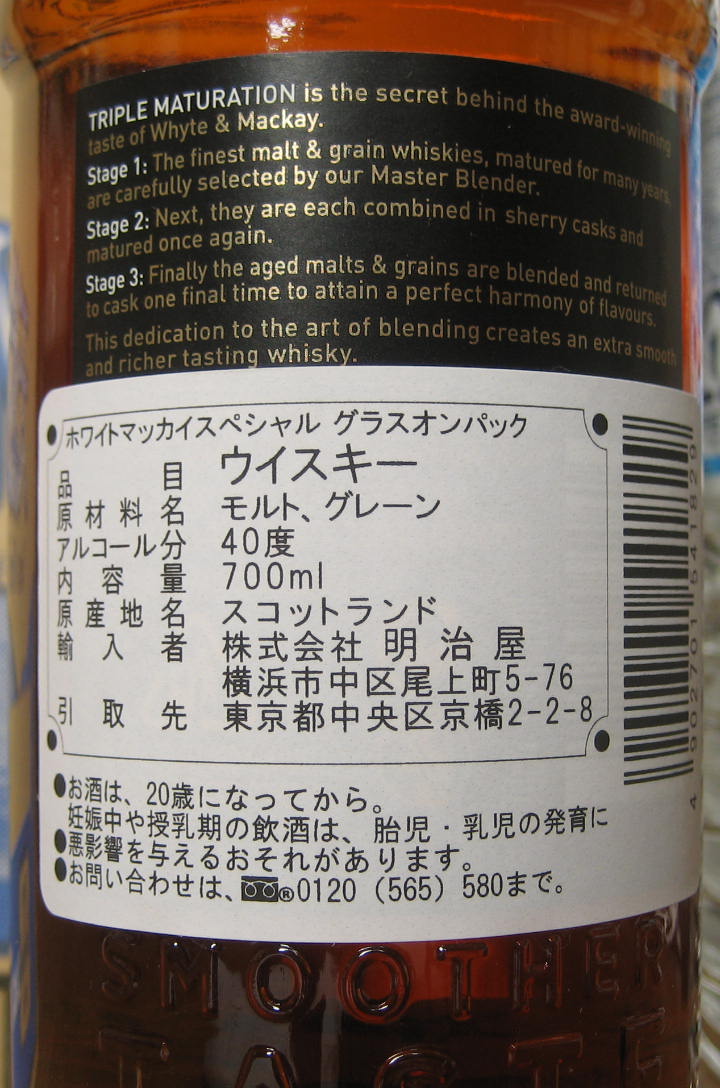 TRIPLE MATURATION is the secret behind the award-winning
taste of Whyte & Mackay.
Stage 1: The finest malt & grain whiskies, matured for many years,
are carefully selected by our Master Blender.
Stage 2: Next, they are each combined in sherry casks and
matured once again.
Stage 3: Finally the aged malts & grains are blended and returned
to cask one final time to attain a perfect harmony of flavours.
This dedication to the art of blending creates an extra smooth
and richer tasting whisky.
ホワイトマッカイスペシャル グラスオンパック
品目 ウイスキー
原材料名 モルト、グレーン
アルコール分 40度
内容量 700ml
原産地名 スコットランド
輸入者 株式会社 明治屋
横浜市中区尾上町5-76
引取先 東京都中央区京橋2-2-8
4 902701 541829
●お酒は、20歳になってから。
●妊娠中や授乳期の飲酒は、胎児・乳児の発育に
悪影響を与えるおそれがあります。
●お問い合わせは、®0120（565）580まで。
SMOOTHER
TASTE